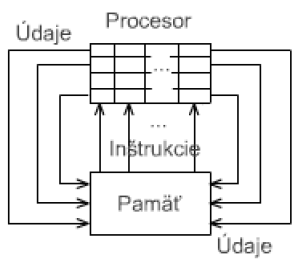 Procesor
Údaje
...
...
Inštrukcie
Pamäť
Údaje